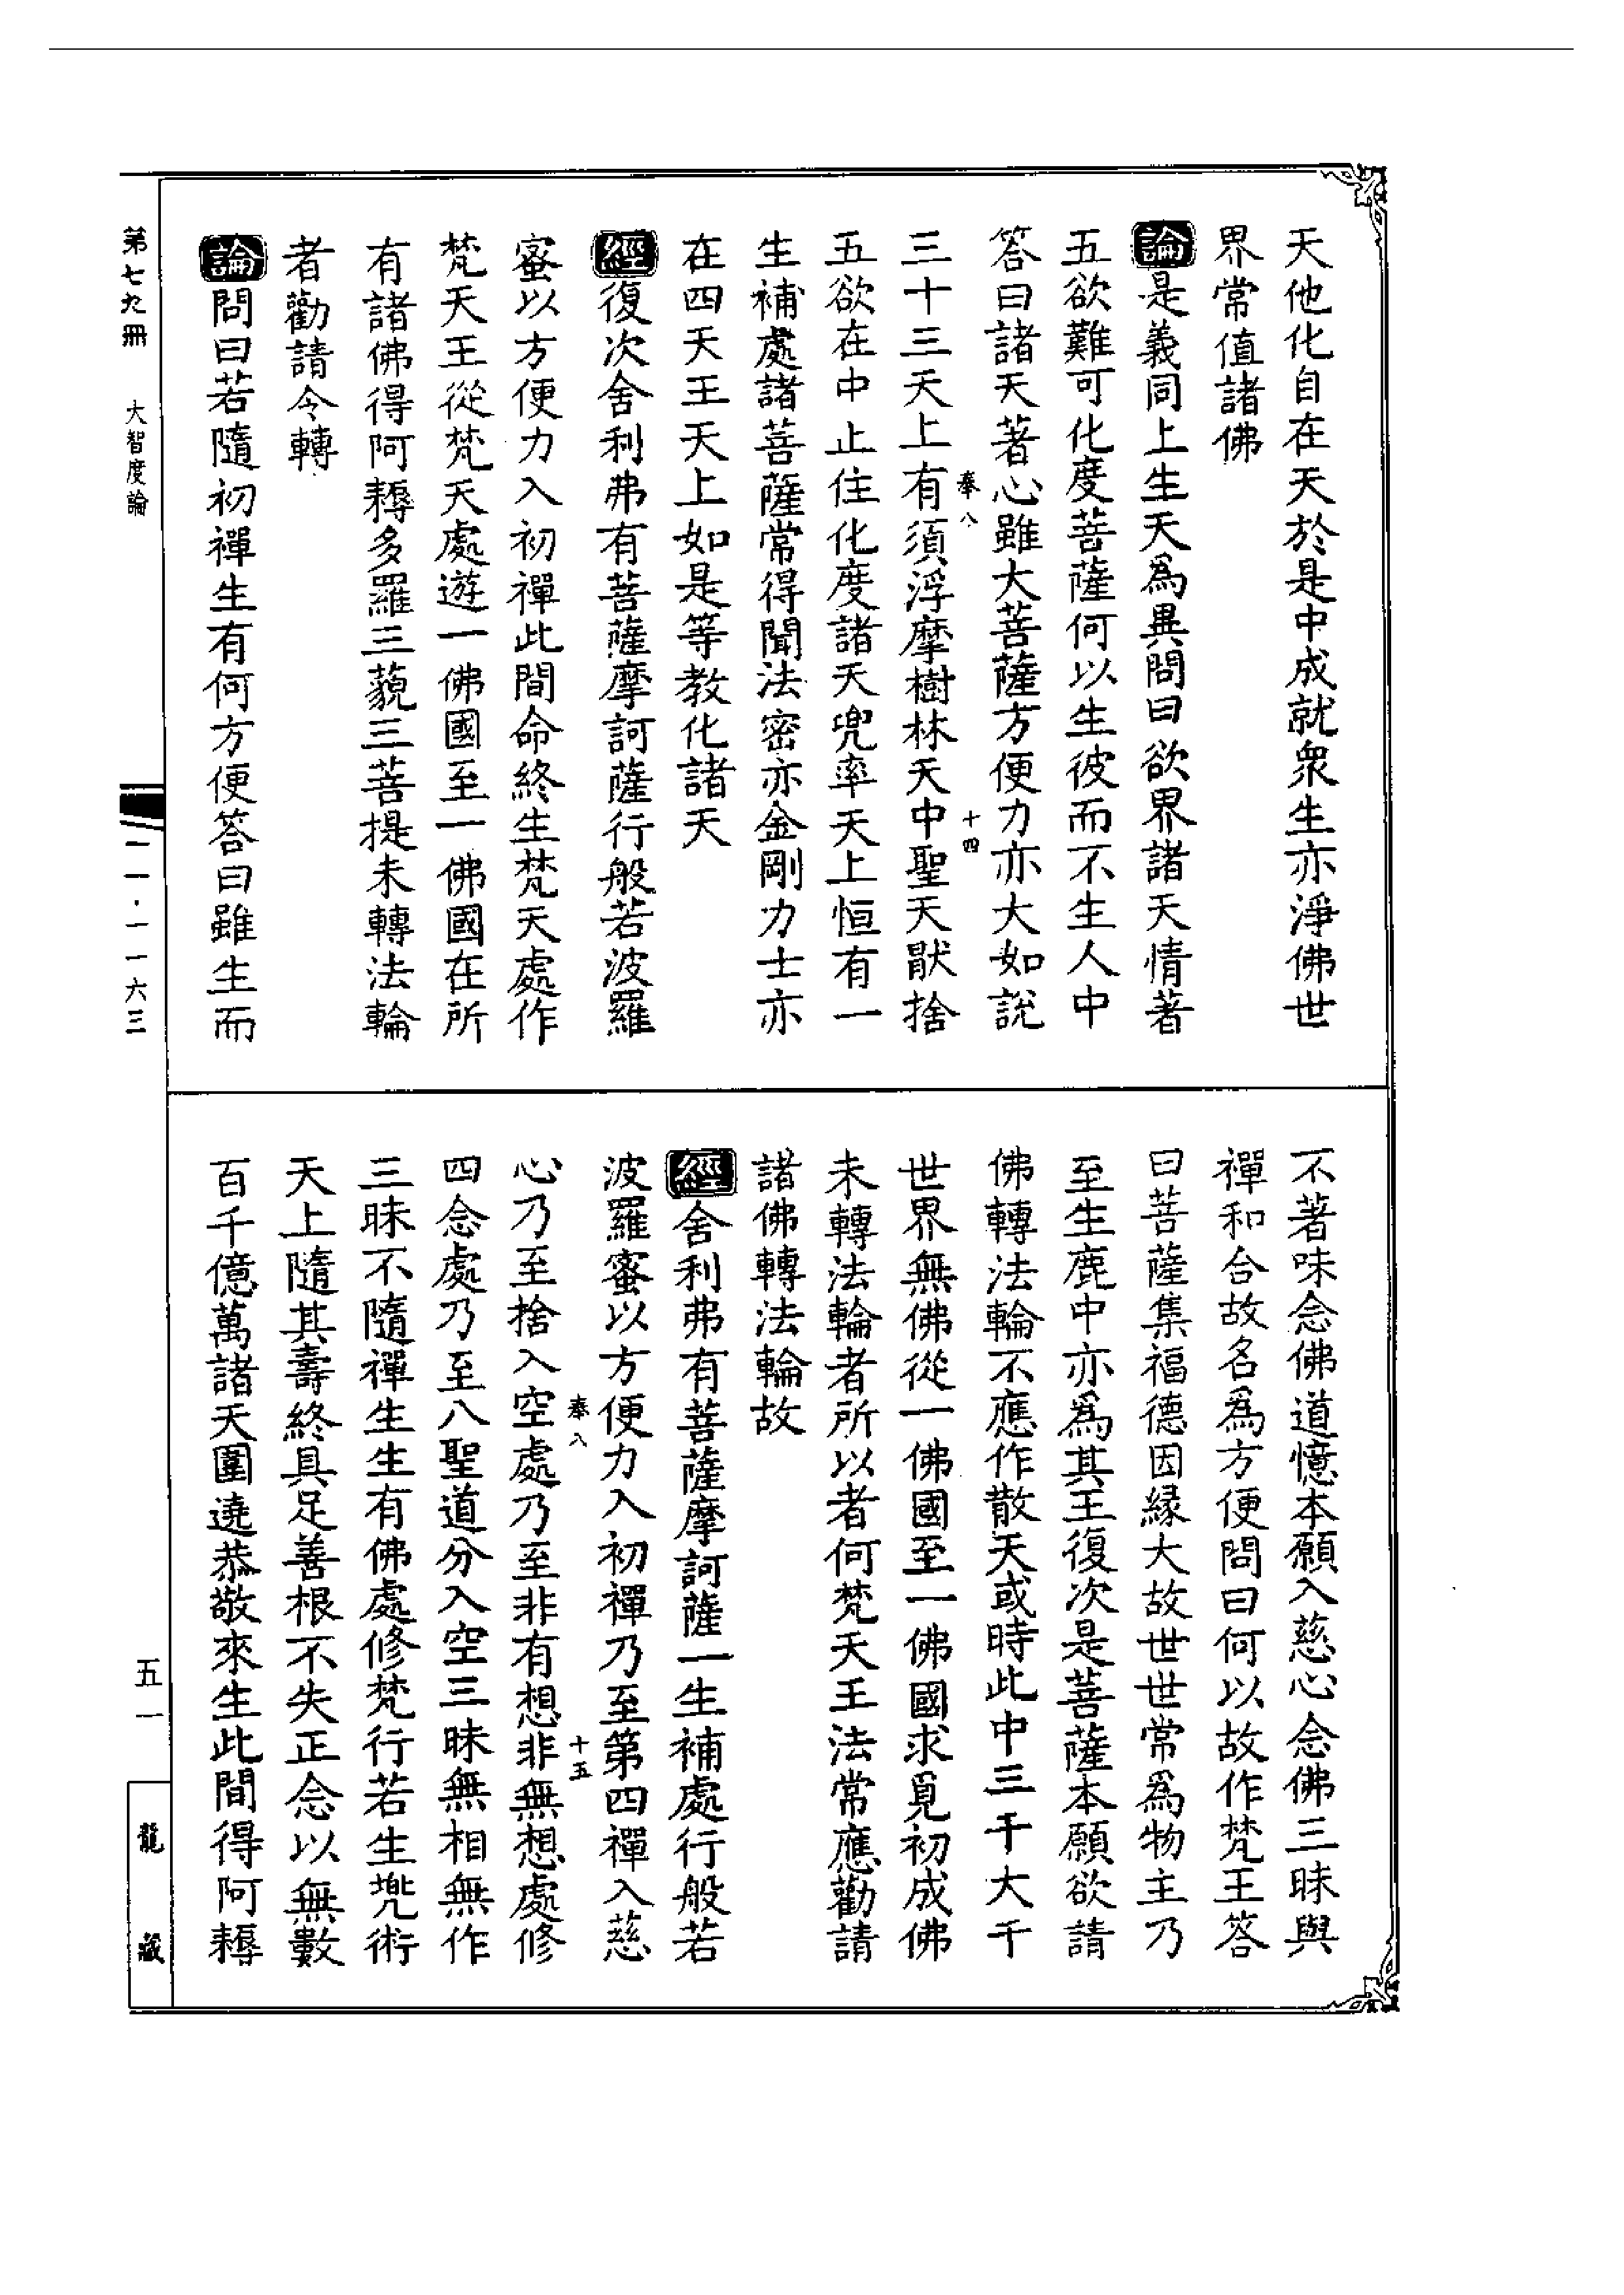 天他化自在天於是中成就衆生亦淨佛世
界常值諸佛
論是義同上生天爲異問曰欲界諸天情著
五欲難可化度菩薩何以生彼而不生人中
答曰諸天著心雖大菩薩方便力亦大如說
奉八
十四
三十三天上有須浮摩樹林天中聖天厭捨
五欲在中止住化度諸天兜率天上恒有一
生補處諸菩薩常得聞法密亦金剛力士亦
在四天王天上如是等教化諸天
經復次舍利弗有菩薩摩訶薩行般若波羅
蜜以方便力入初禪此間命終生梵天處作
梵天王從梵天處遊一佛國至一佛國在所
有諸佛得阿耨多羅三藐三菩提未轉法輪
者勸請令轉
論問曰若隨初禪生有何方便答曰雖生而
不著味念佛道憶本願入慈心念佛三昧與
禪和合故名爲方便問曰何以故作梵王答
曰菩薩集福德因緣大故世世常爲物主乃
至生鹿中亦爲其王復次是菩薩本願欲請
佛轉法輪不應作散天或時此中三千大千
世界無佛從一佛國至一佛國求覓初成佛
未轉法輪者所以者何梵天王法常應勸請
諸佛轉法輪故
經舍利弗有菩薩摩訶薩一生補處行般若
波羅蜜以方便力入初禪乃至第四禪入慈
奉八
十五
心乃至捨入空處乃至非有想非無想處修
四念處乃至八聖道分入空三昧無相無作
三昧不隨禪生生有佛處修梵行若生兜術
天上隨其壽終具足善根不失正念以無數
百千億萬諸天圍遶恭敬來生此間得阿耨
第七九冊 大智度論
二一·一一六三
五一
龍藏